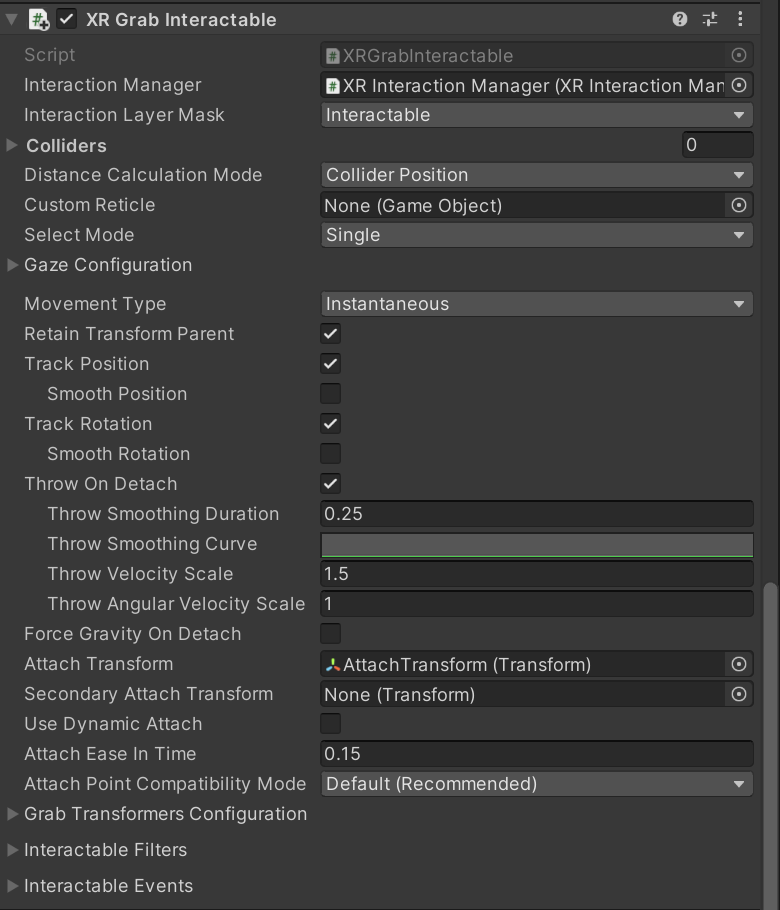 XR Grab Interactable
Script #XRGrabInteractable
Interaction Manager #XR Interaction Manager (XR Interaction Man
Interaction Layer Mask Interactable
Colliders 0
Distance Calculation Mode Collider Position
Custom Reticle None (Game Object)
Select Mode Single
Gaze Configuration
Movement Type Instantaneous
Retain Transform Parent
Track Position
Smooth Position
Track Rotation
Smooth Rotation
Throw On Detach
Throw Smoothing Duration 0.25
Throw Smoothing Curve
Throw Velocity Scale 1.5
Throw Angular Velocity Scale 1
Force Gravity On Detach
Attach Transform AttachTransform (Transform)
Secondary Attach Transform None (Transform)
Use Dynamic Attach
Attach Ease In Time 0.15
Attach Point Compatibility Mode Default (Recommended)
Grab Transformers Configuration
Interactable Filters
Interactable Events